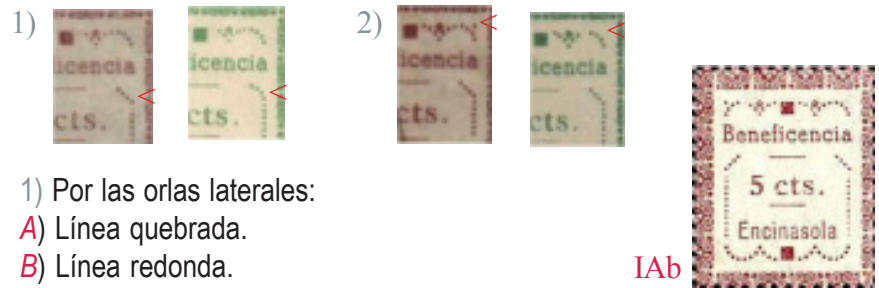 1)
icencia
cts.
icencia
cts.
2)
icencia
cts.
icencia
cts.
1) Por las orlas laterales:
A) Línea quebrada.
B) Línea redonda.
IAb
Beneficencia
5 cts.
Encinasola